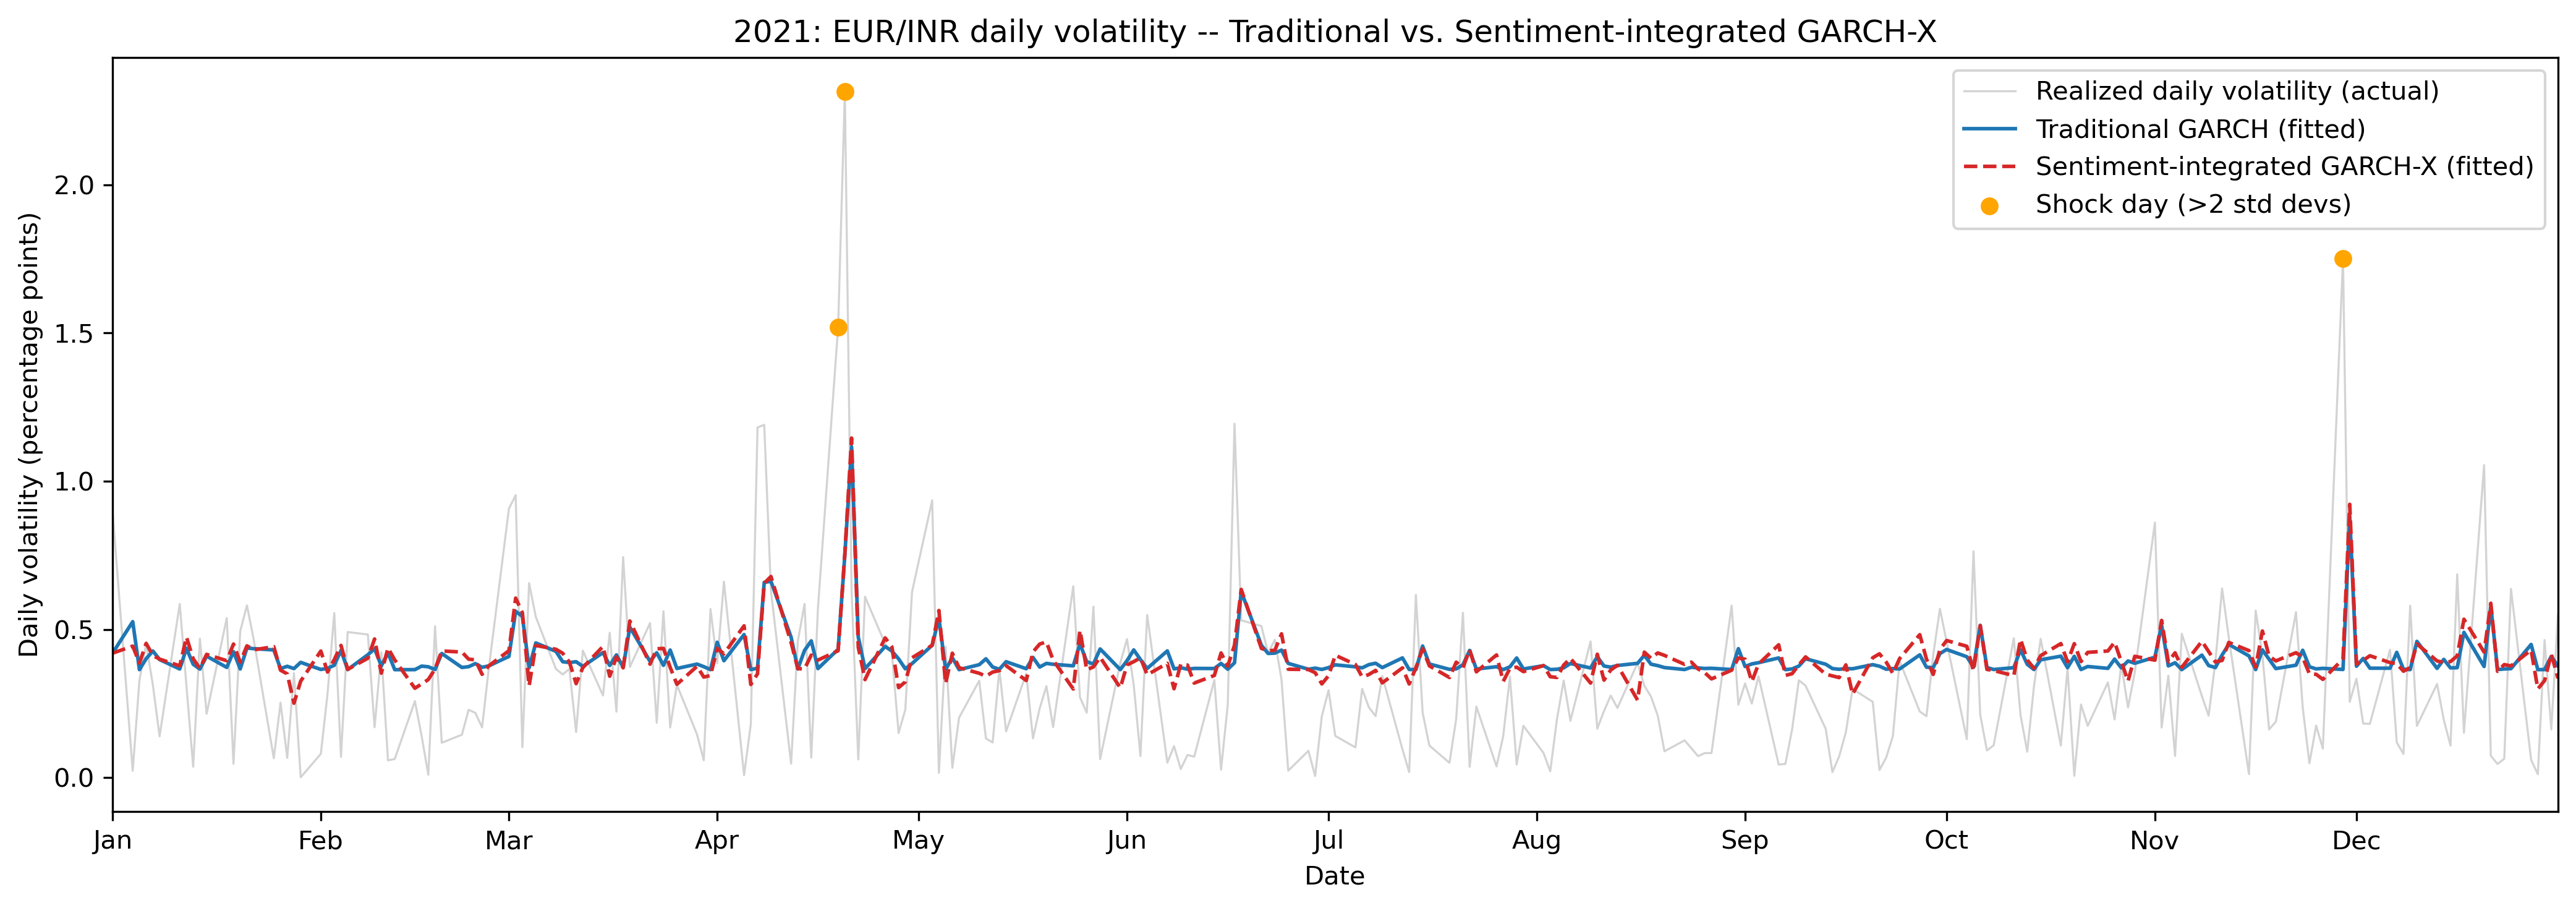 2021: EUR/INR daily volatility -- Traditional vs. Sentiment-integrated GARCH-X
Realized daily volatility (actual)
Traditional GARCH (fitted)
Sentiment-integrated GARCH-X (fitted)
Shock day (>2 std devs)
Daily volatility (percentage points)
2.0
1.5
1.0
0.5
0.0
Jan Feb Mar Apr May Jun Jul Aug Sep Oct Nov Dec
Date